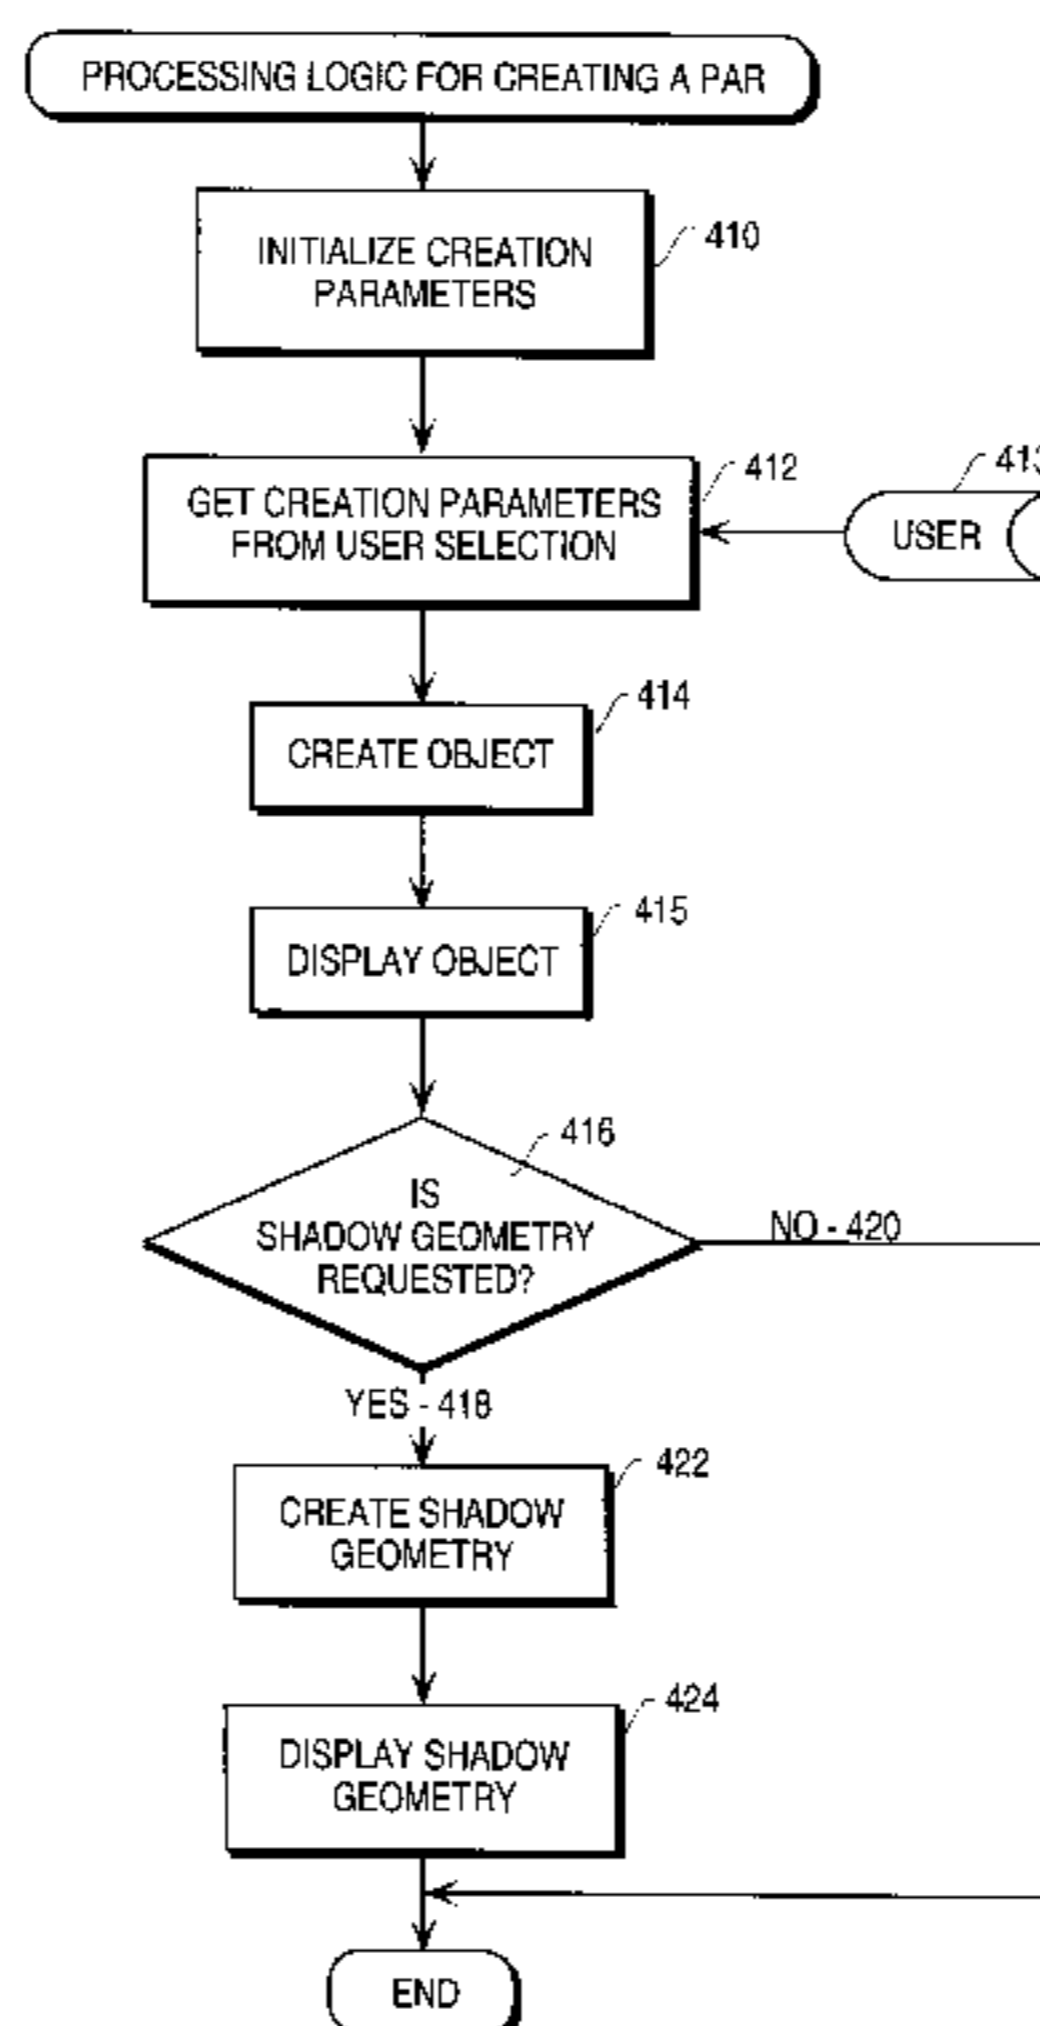 PROCESSING LOGIC FOR CREATING A PAR
INITIALIZE CREATION
PARAMETERS
410
GET CREATION PARAMETERS
FROM USER SELECTION
412
USER
CREATE OBJECT
414
DISPLAY OBJECT
415
IS
SHADOW GEOMETRY
REQUESTED?
416
NO - 420
YES - 418
CREATE SHADOW
GEOMETRY
422
DISPLAY SHADOW
GEOMETRY
424
END